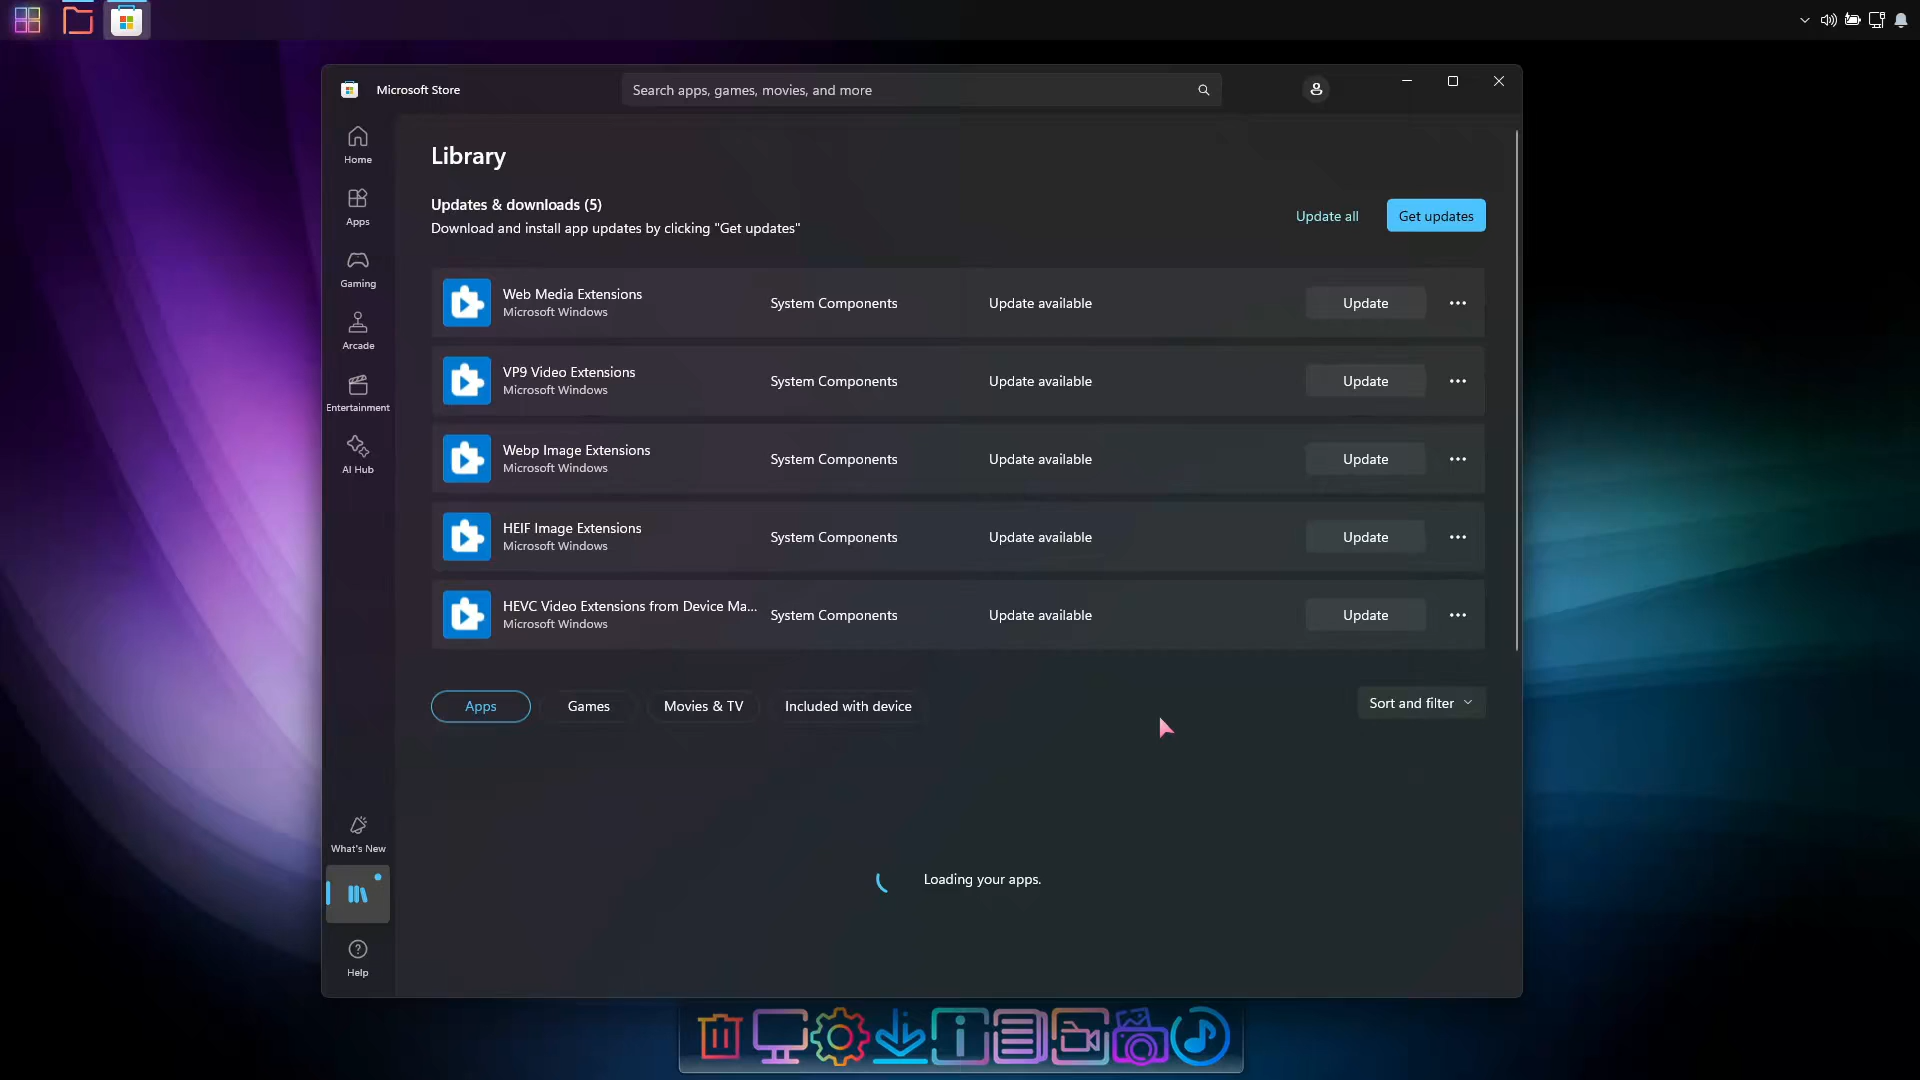 Microsoft Store
Search apps, games, movies, and more
Home
Apps
Gaming
Arcade
Entertainment
AI Hub
What's New
Help
Library
Updates & downloads (5)
Download and install app updates by clicking "Get updates"
Update all
Get updates
Web Media Extensions
Microsoft Windows
System Components
Update available
Update
VP9 Video Extensions
Microsoft Windows
System Components
Update available
Update
Webp Image Extensions
Microsoft Windows
System Components
Update available
Update
HEIF Image Extensions
Microsoft Windows
System Components
Update available
Update
HEVC Video Extensions from Device Ma...
Microsoft Windows
System Components
Update available
Update
Apps
Games
Movies & TV
Included with device
Sort and filter
Loading your apps.